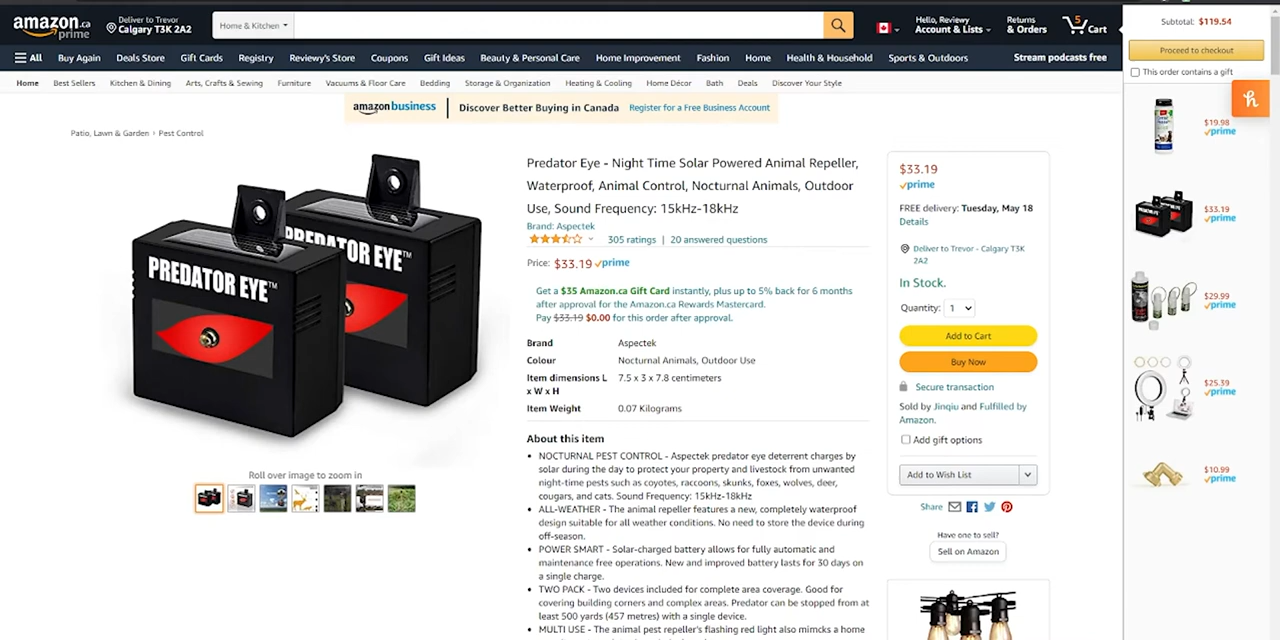 amazon.ca
prime
Deliver to Trevor
Calgary T3K 2A2
Home & Kitchen
Hello, Reviewy
Account & Lists
Returns
& Orders
5
Cart
Subtotal: $119.54
Proceed to checkout
This order contains a gift
All
Buy Again
Deals Store
Gift Cards
Registry
Reviewy's Store
Coupons
Gift Ideas
Beauty & Personal Care
Home Improvement
Fashion
Home
Health & Household
Sports & Outdoors
Stream podcasts free
Home
Best Sellers
Kitchen & Dining
Arts, Crafts & Sewing
Furniture
Vacuums & Floor Care
Bedding
Storage & Organization
Heating & Cooling
Home Décor
Bath
Deals
Discover Your Style
amazon business
Discover Better Buying in Canada
Register for a Free Business Account
Patio, Lawn & Garden › Pest Control
PREDATOR EYE™
PREDATOR EYE™
Roll over image to zoom in
Predator Eye - Night Time Solar Powered Animal Repeller,
Waterproof, Animal Control, Nocturnal Animals, Outdoor
Use, Sound Frequency: 15kHz-18kHz
Brand: Aspectek
305 ratings | 20 answered questions
Price: $33.19 prime
Get a $35 Amazon.ca Gift Card instantly, plus up to 5% back for 6 months
after approval for the Amazon.ca Rewards Mastercard.
Pay $33.19 $0.00 for this order after approval.
Brand Aspectek
Colour Nocturnal Animals, Outdoor Use
Item dimensions L 7.5 x 3 x 7.8 centimeters
x W x H
Item Weight 0.07 Kilograms
About this item
• NOCTURNAL PEST CONTROL - Aspectek predator eye deterrent charges by
solar during the day to protect your property and livestock from unwanted
night-time pests such as coyotes, raccoons, skunks, foxes, wolves, deer,
cougars, and cats. Sound Frequency: 15kHz-18kHz
• ALL-WEATHER - The animal repeller features a new, completely waterproof
design suitable for all weather conditions. No need to store the device during
off-season.
• POWER SMART - Solar-charged battery allows for fully automatic and
maintenance free operations. New and improved battery lasts for 30 days on
a single charge.
• TWO PACK - Two devices included for complete area coverage. Good for
covering building corners and complex areas. Predator can be stopped from at
least 500 yards (457 metres) with a single device.
• MULTI USE - The animal pest repeller's flashing red light also mimcks a home
$33.19
prime
FREE delivery: Tuesday, May 18
Details
Deliver to Trevor - Calgary T3K
2A2
In Stock.
Quantity: 1
Add to Cart
Buy Now
Secure transaction
Sold by Jinqiu and Fulfilled by
Amazon.
Add gift options
Add to Wish List
Share
Have one to sell?
Sell on Amazon
$19.98
prime
$33.19
prime
$29.99
prime
$25.39
prime
$10.99
prime